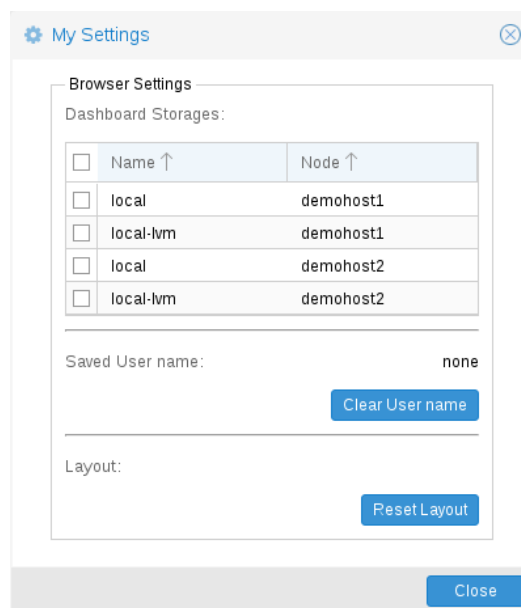 My Settings
Browser Settings
Dashboard Storages:
Name ↑ Node ↑
local demohost1
local-lvm demohost1
local demohost2
local-lvm demohost2
Saved User name: none
Clear User name
Layout:
Reset Layout
Close